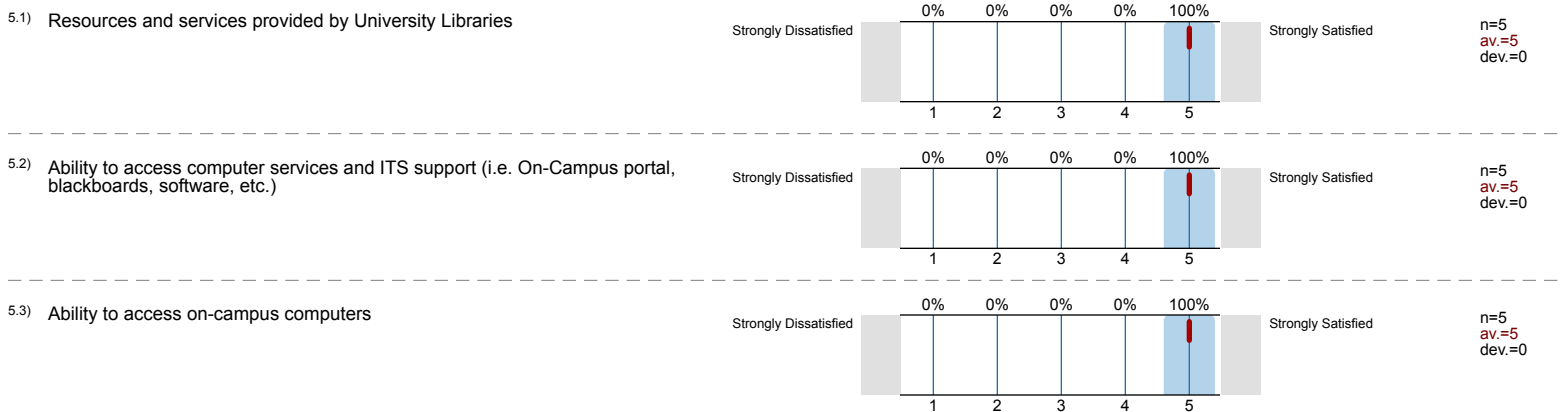 0% 0% 0% 0% 100%
5.1) Resources and services provided by University Libraries
Strongly Dissatisfied Strongly Satisfied
n=5
av.=5
dev.=0
1 2 3 4 5
0% 0% 0% 0% 100%
5.2) Ability to access computer services and ITS support (i.e. On-Campus portal,
blackboards, software, etc.)
Strongly Dissatisfied Strongly Satisfied
n=5
av.=5
dev.=0
1 2 3 4 5
0% 0% 0% 0% 100%
5.3) Ability to access on-campus computers
Strongly Dissatisfied Strongly Satisfied
n=5
av.=5
dev.=0
1 2 3 4 5